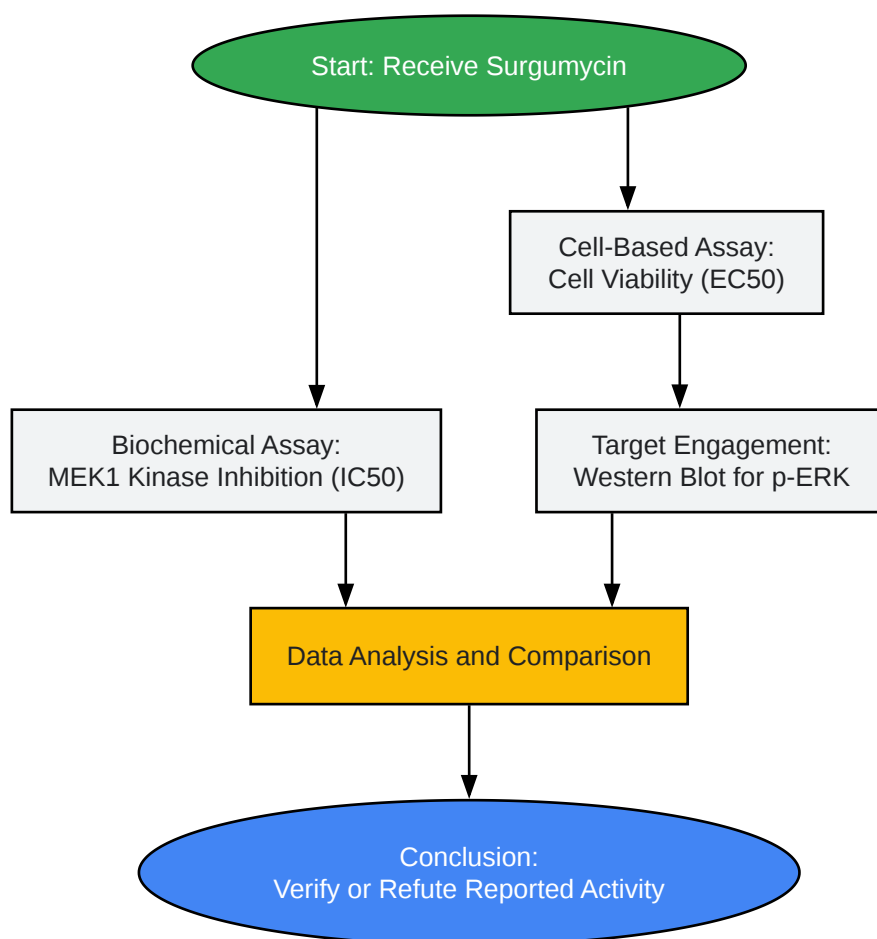 Start: Receive Surgumycin
Cell-Based Assay:
Cell Viability (EC50)
Biochemical Assay:
MEK1 Kinase Inhibition (IC50)
Target Engagement:
Western Blot for p-ERK
Data Analysis and Comparison
Conclusion:
Verify or Refute Reported Activity